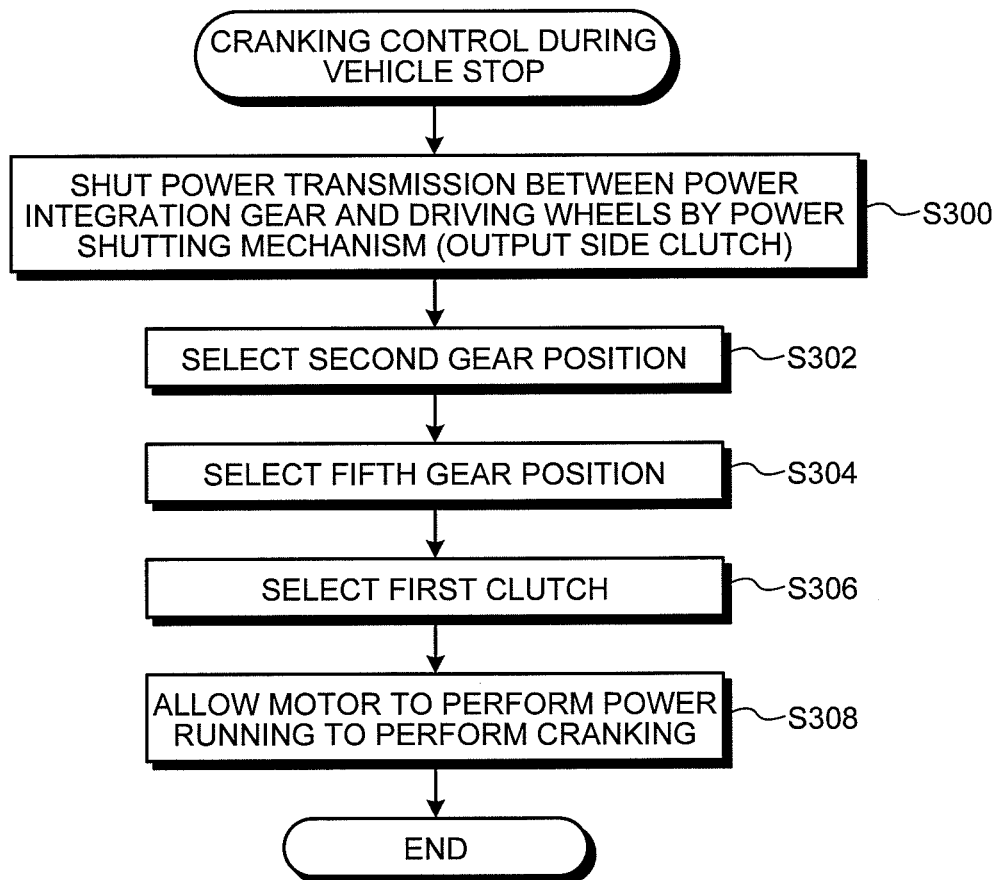 CRANKING CONTROL DURING
VEHICLE STOP
SHUT POWER TRANSMISSION BETWEEN POWER
INTEGRATION GEAR AND DRIVING WHEELS BY POWER
SHUTTING MECHANISM (OUTPUT SIDE CLUTCH)
S300
SELECT SECOND GEAR POSITION
S302
SELECT FIFTH GEAR POSITION
S304
SELECT FIRST CLUTCH
S306
ALLOW MOTOR TO PERFORM POWER
RUNNING TO PERFORM CRANKING
S308
END